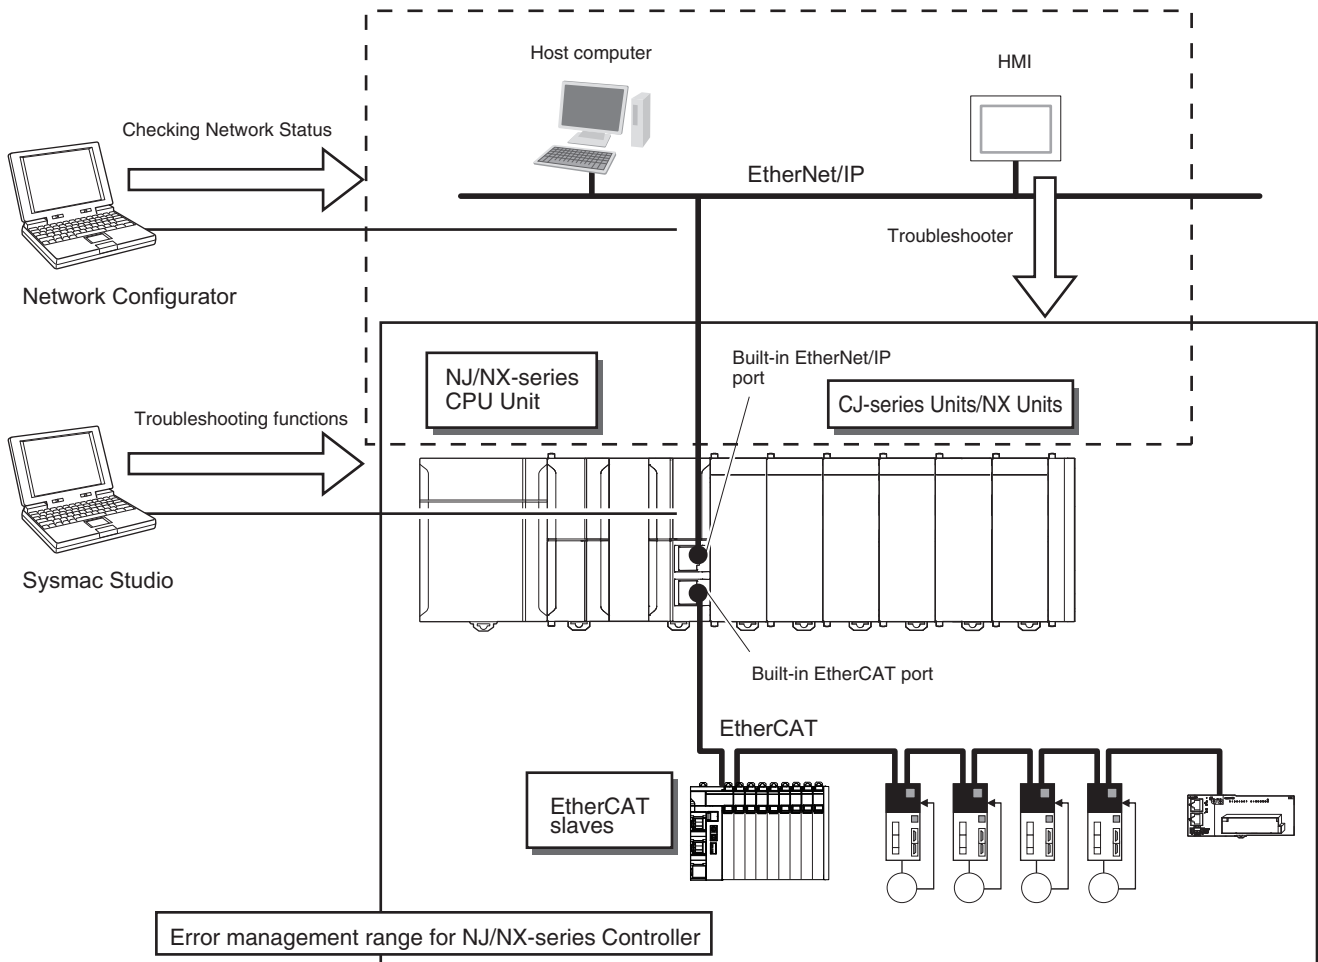 Host computer
HMI
Checking Network Status
EtherNet/IP
Troubleshooter
Network Configurator
Built-in EtherNet/IP
port
NJ/NX-series
CPU Unit
CJ-series Units/NX Units
Troubleshooting functions
Sysmac Studio
Built-in EtherCAT port
EtherCAT
EtherCAT
slaves
Error management range for NJ/NX-series Controller